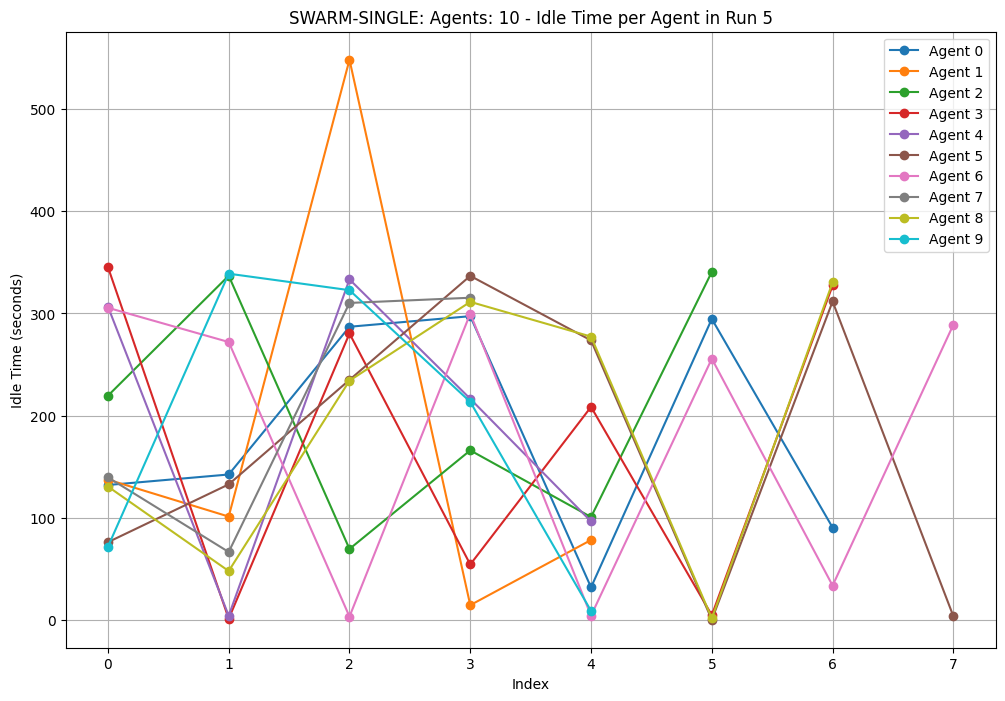 SWARM-SINGLE: Agents: 10 - Idle Time per Agent in Run 5
Agent 0
Agent 1
Agent 2
Agent 3
Agent 4
Agent 5
Agent 6
Agent 7
Agent 8
Agent 9
Idle Time (seconds)
500
400
300
200
100
0
0 1 2 3 4 5 6 7
Index